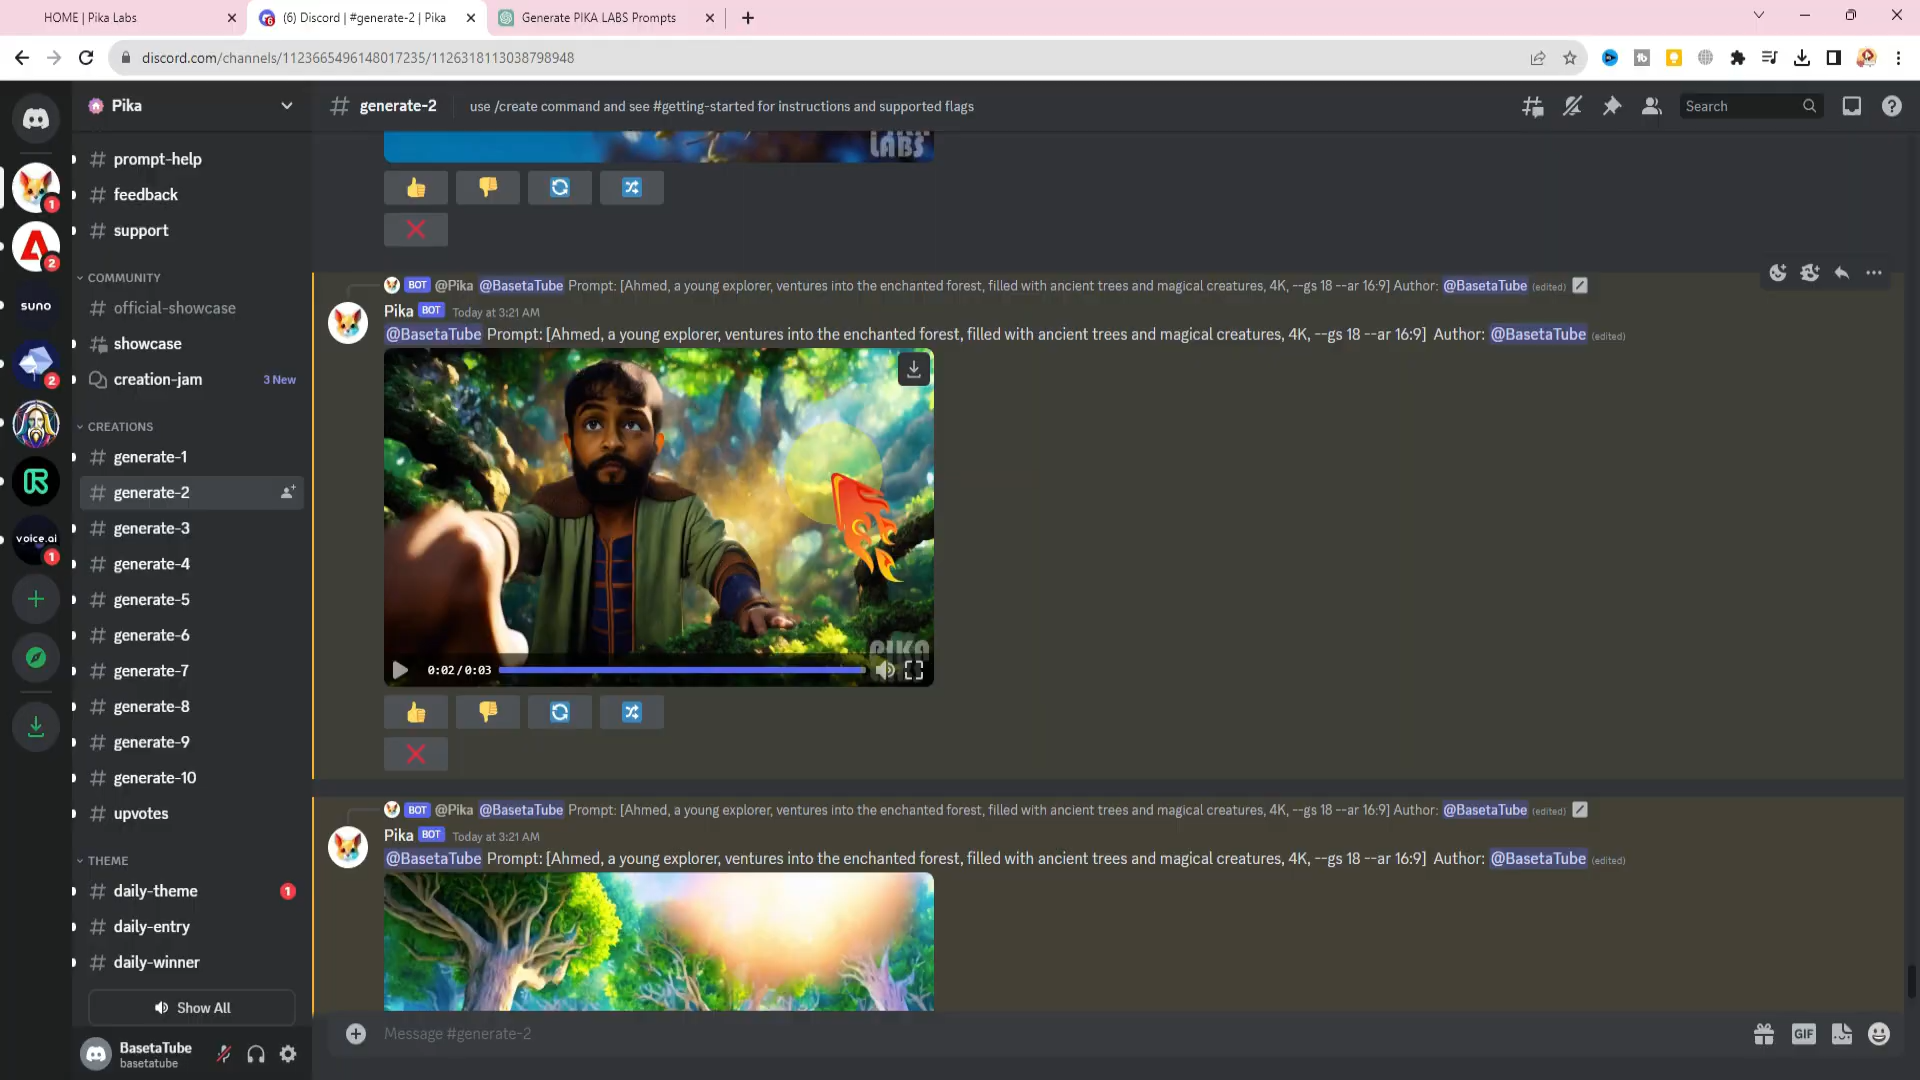 HOME | Pika Labs
(6) Discord | #generate-2 | Pika
Generate PIKA LABS Prompts
discord.com/channels/1123665496148017235/1126318113038798948
Pika
generate-2
use /create command and see #getting-started for instructions and supported flags
Search
prompt-help
feedback
support
COMMUNITY
official-showcase
showcase
creation-jam
3 New
CREATIONS
generate-1
generate-2
generate-3
generate-4
generate-5
generate-6
generate-7
generate-8
generate-9
generate-10
upvotes
THEME
daily-theme
1
daily-entry
daily-winner
Show All
BasetaTube
basetatube
1
2
suno
2
voice.ai
1
LABS
BOT @Pika @BasetaTube Prompt: [Ahmed, a young explorer, ventures into the enchanted forest, filled with ancient trees and magical creatures, 4K, --gs 18 --ar 16:9] Author: @BasetaTube (edited)
Pika BOT Today at 3:21 AM
@BasetaTube Prompt: [Ahmed, a young explorer, ventures into the enchanted forest, filled with ancient trees and magical creatures, 4K, --gs 18 --ar 16:9] Author: @BasetaTube (edited)
PIKA
0:02/0:03
BOT @Pika @BasetaTube Prompt: [Ahmed, a young explorer, ventures into the enchanted forest, filled with ancient trees and magical creatures, 4K, --gs 18 --ar 16:9] Author: @BasetaTube (edited)
Pika BOT Today at 3:21 AM
@BasetaTube Prompt: [Ahmed, a young explorer, ventures into the enchanted forest, filled with ancient trees and magical creatures, 4K, --gs 18 --ar 16:9] Author: @BasetaTube (edited)
Message #generate-2
GIF